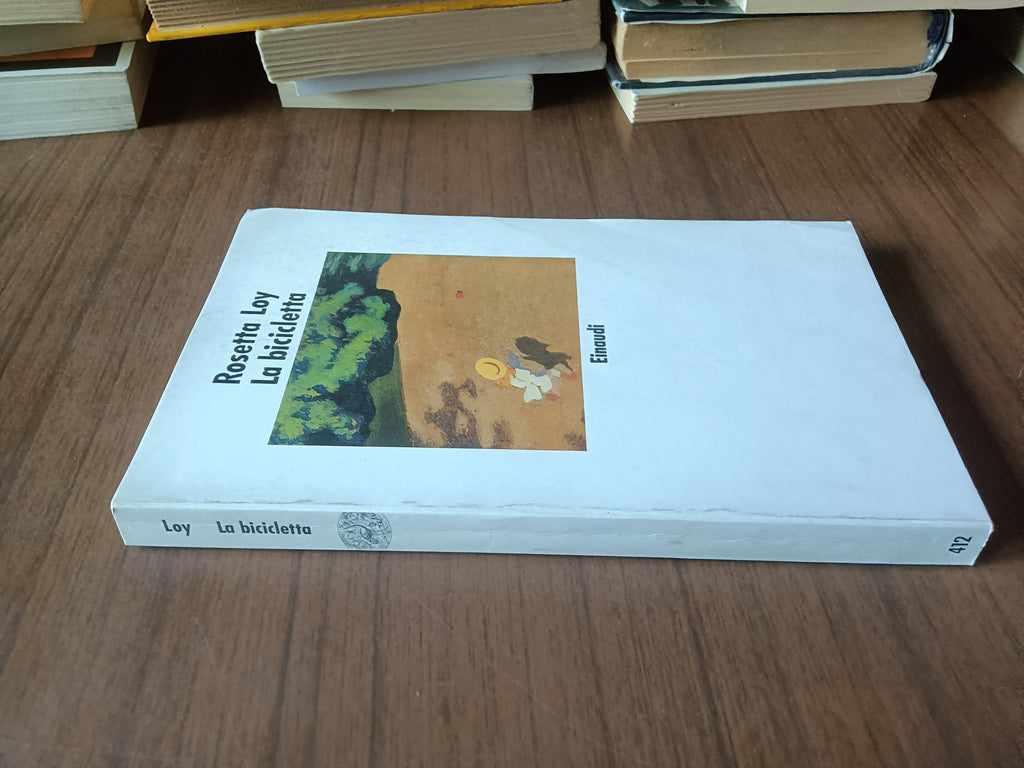 Rosetta Loy
La bicicletta
Einaudi
Loy La bicicletta
412